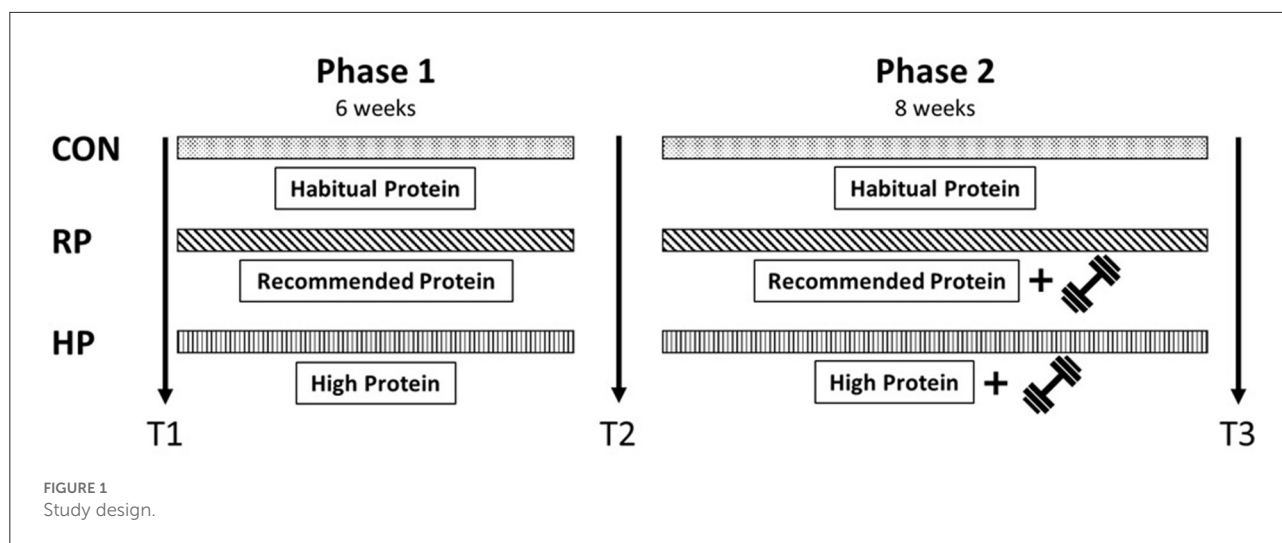 Phase 1
6 weeks
Phase 2
8 weeks
CON
Habitual Protein
Habitual Protein
RP
Recommended Protein
Recommended Protein +
HP
High Protein
High Protein +
T1
T2
T3
FIGURE 1
Study design.